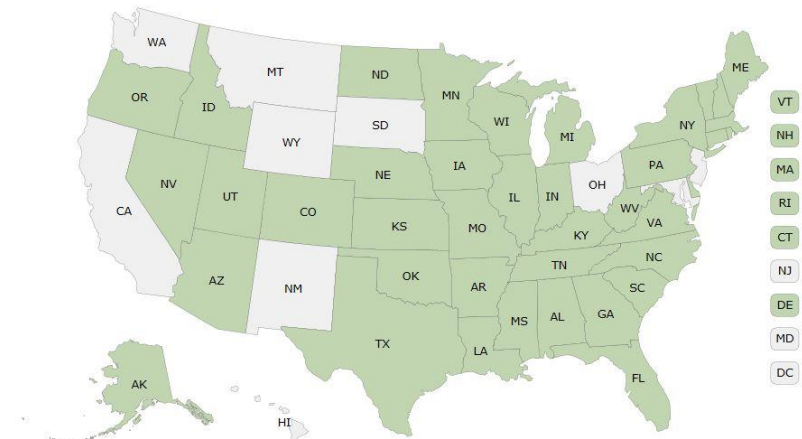 WA
MT
ND
ME
OR
ID
MN
VT
WY
SD
WI
MI
NY
NH
NV
UT
CO
NE
IA
IL
IN
OH
PA
MA
CA
KS
MO
KY
WV
VA
RI
CT
AZ
NM
OK
AR
TN
NC
SC
NJ
TX
LA
MS
AL
GA
FL
DE
MD
AK
HI
DC